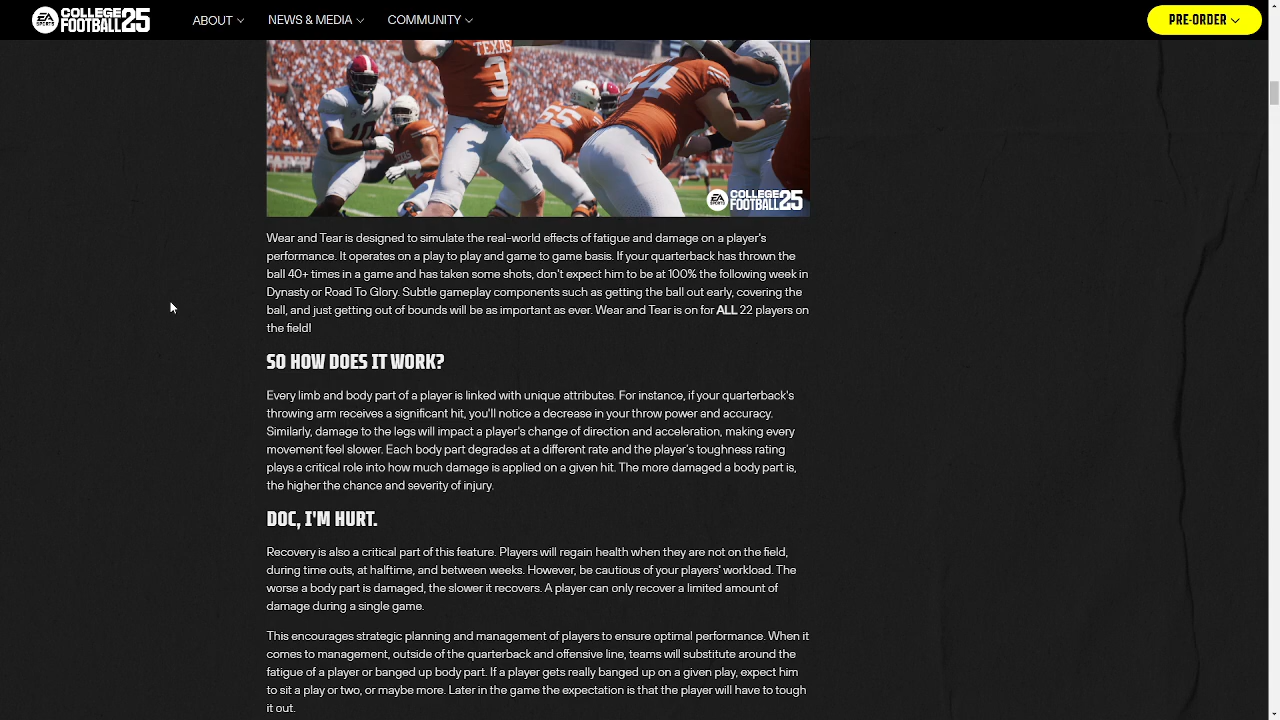 EA SPORTS COLLEGE FOOTBALL 25
ABOUT
NEWS & MEDIA
COMMUNITY
PRE-ORDER
TEXAS
3
55
EA SPORTS COLLEGE FOOTBALL 25
Wear and Tear is designed to simulate the real-world effects of fatigue and damage on a player's
performance. It operates on a play to play and game to game basis. If your quarterback has thrown the
ball 40+ times in a game and has taken some shots, don't expect him to be at 100% the following week in
Dynasty or Road To Glory. Subtle gameplay components such as getting the ball out early, covering the
ball, and just getting out of bounds will be as important as ever. Wear and Tear is on for ALL 22 players on
the field!
SO HOW DOES IT WORK?
Every limb and body part of a player is linked with unique attributes. For instance, if your quarterback's
throwing arm receives a significant hit, you'll notice a decrease in your throw power and accuracy.
Similarly, damage to the legs will impact a player's change of direction and acceleration, making every
movement feel slower. Each body part degrades at a different rate and the player's toughness rating
plays a critical role into how much damage is applied on a given hit. The more damaged a body part is,
the higher the chance and severity of injury.
DOC, I'M HURT.
Recovery is also a critical part of this feature. Players will regain health when they are not on the field,
during time outs, at halftime, and between weeks. However, be cautious of your players' workload. The
worse a body part is damaged, the slower it recovers. A player can only recover a limited amount of
damage during a single game.
This encourages strategic planning and management of players to ensure optimal performance. When it
comes to management, outside of the quarterback and offensive line, teams will substitute around the
fatigue of a player or banged up body part. If a player gets really banged up on a given play, expect him
to sit a play or two, or maybe more. Later in the game the expectation is that the player will have to tough
it out.